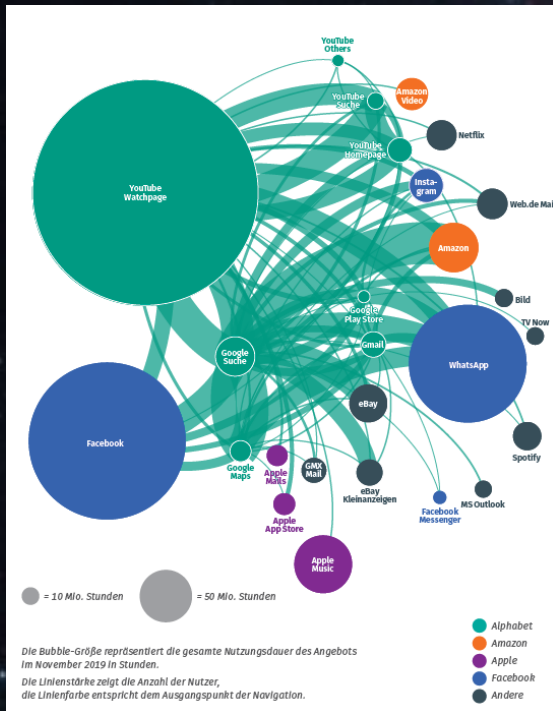 YouTube
Others
YouTube
Suche
Amazon
Video
Netflix
YouTube
Homepage
YouTube
Watchpage
Insta-
gram
Web.de Mail
Amazon
Bild
Google
Play Store
TV Now
Gmail
Google
Suche
WhatsApp
eBay
Facebook
Spotify
Google
Maps
Apple
Mails
GMX
Mail
eBay
Kleinanzeigen
MS Outlook
Facebook
Messenger
Apple
App Store
Apple
Music
= 10 Mio. Stunden
= 50 Mio. Stunden
Die Bubble-Größe repräsentiert die gesamte Nutzungsdauer des Angebots
im November 2019 in Stunden.
Die Linienstärke zeigt die Anzahl der Nutzer,
die Linienfarbe entspricht dem Ausgangspunkt der Navigation.
Alphabet
Amazon
Apple
Facebook
Andere